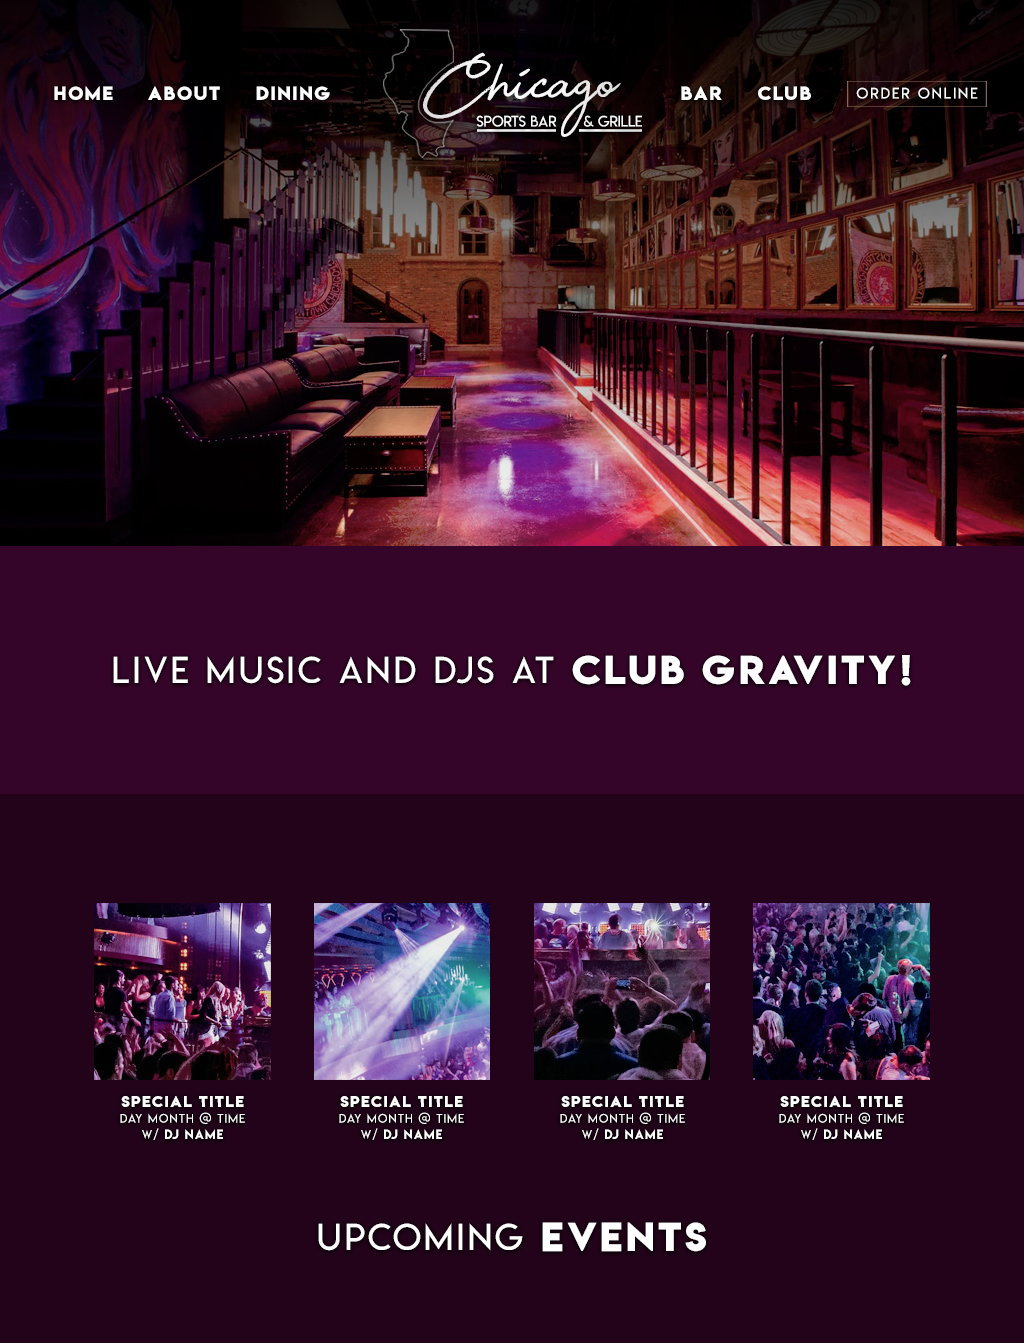 HOME
ABOUT
DINING
Chicago
SPORTS BAR & GRILLE
BAR
CLUB
ORDER ONLINE
LIVE MUSIC AND DJS AT CLUB GRAVITY!
SPECIAL TITLE
DAY MONTH @ TIME
W/ DJ NAME
SPECIAL TITLE
DAY MONTH @ TIME
W/ DJ NAME
SPECIAL TITLE
DAY MONTH @ TIME
W/ DJ NAME
SPECIAL TITLE
DAY MONTH @ TIME
W/ DJ NAME
UPCOMING EVENTS